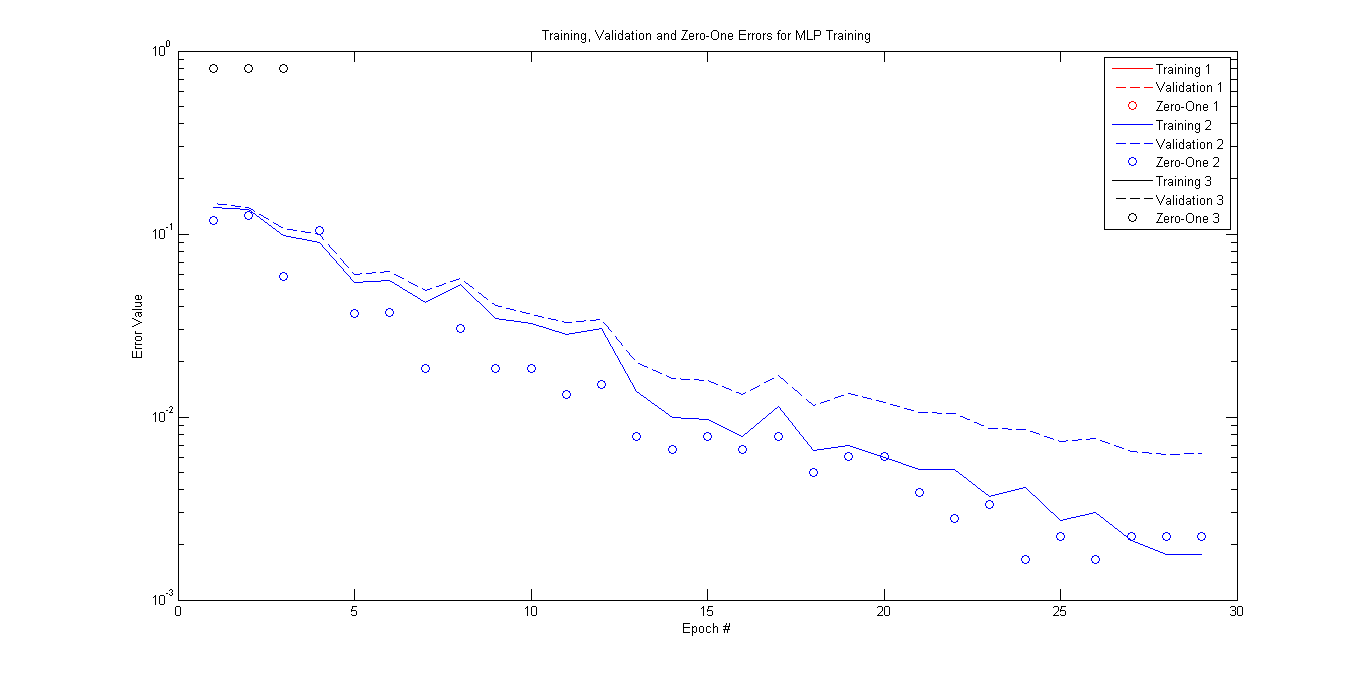 Training, Validation and Zero-One Errors for MLP Training
10^0
10^-1
10^-2
10^-3
Error Value
0 5 10 15 20 25 30
Epoch #
Training 1
Validation 1
Zero-One 1
Training 2
Validation 2
Zero-One 2
Training 3
Validation 3
Zero-One 3